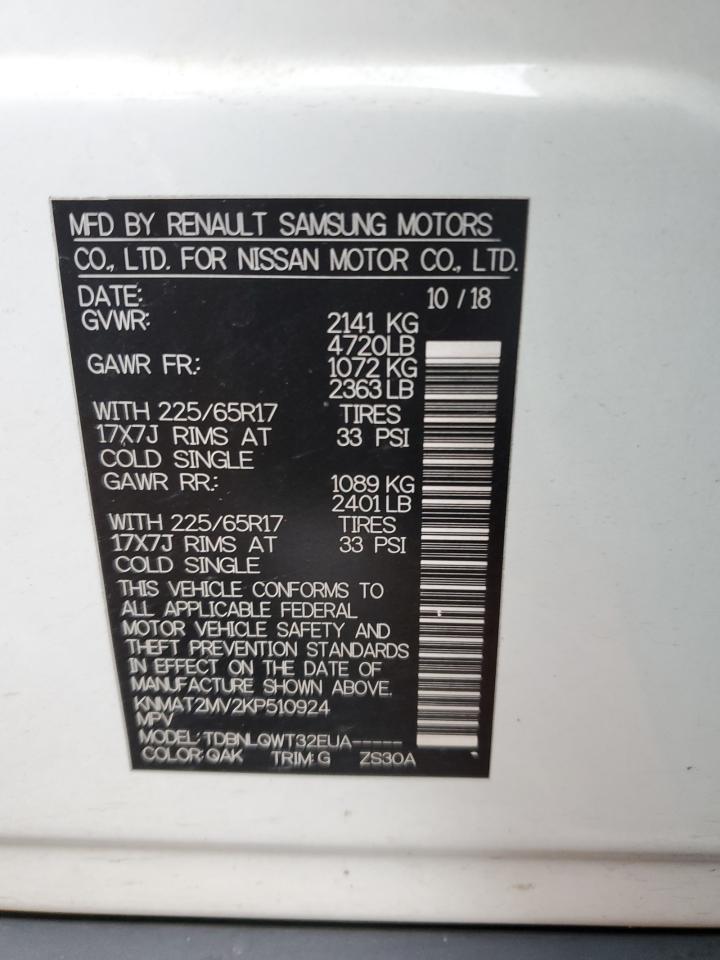 MFD BY RENAULT SAMSUNG MOTORS
CO., LTD. FOR NISSAN MOTOR CO., LTD.
DATE: 10 / 18
GVWR: 2141 KG
4720LB
GAWR FR.: 1072 KG
2363 LB
WITH 225/65R17 TIRES
17X7J RIMS AT 33 PSI
COLD SINGLE
GAWR RR.: 1089 KG
2401 LB
WITH 225/65R17 TIRES
17X7J RIMS AT 33 PSI
COLD SINGLE
THIS VEHICLE CONFORMS TO
ALL APPLICABLE FEDERAL
MOTOR VEHICLE SAFETY AND
THEFT PREVENTION STANDARDS
IN EFFECT ON THE DATE OF
MANUFACTURE SHOWN ABOVE.
KNMAT2MV2KP510924
MPV
MODEL: TDBNLQWT32EUA-----
COLOR: QAK TRIM: G ZS30A